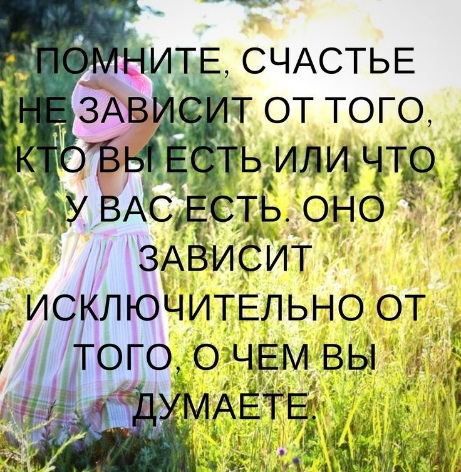 ПОМНИТЕ, СЧАСТЬЕ
НЕ ЗАВИСИТ ОТ ТОГО,
КТО ВЫ ЕСТЬ ИЛИ ЧТО
У ВАС ЕСТЬ. ОНО
ЗАВИСИТ
ИСКЛЮЧИТЕЛЬНО ОТ
ТОГО, О ЧЕМ ВЫ
ДУМАЕТЕ.